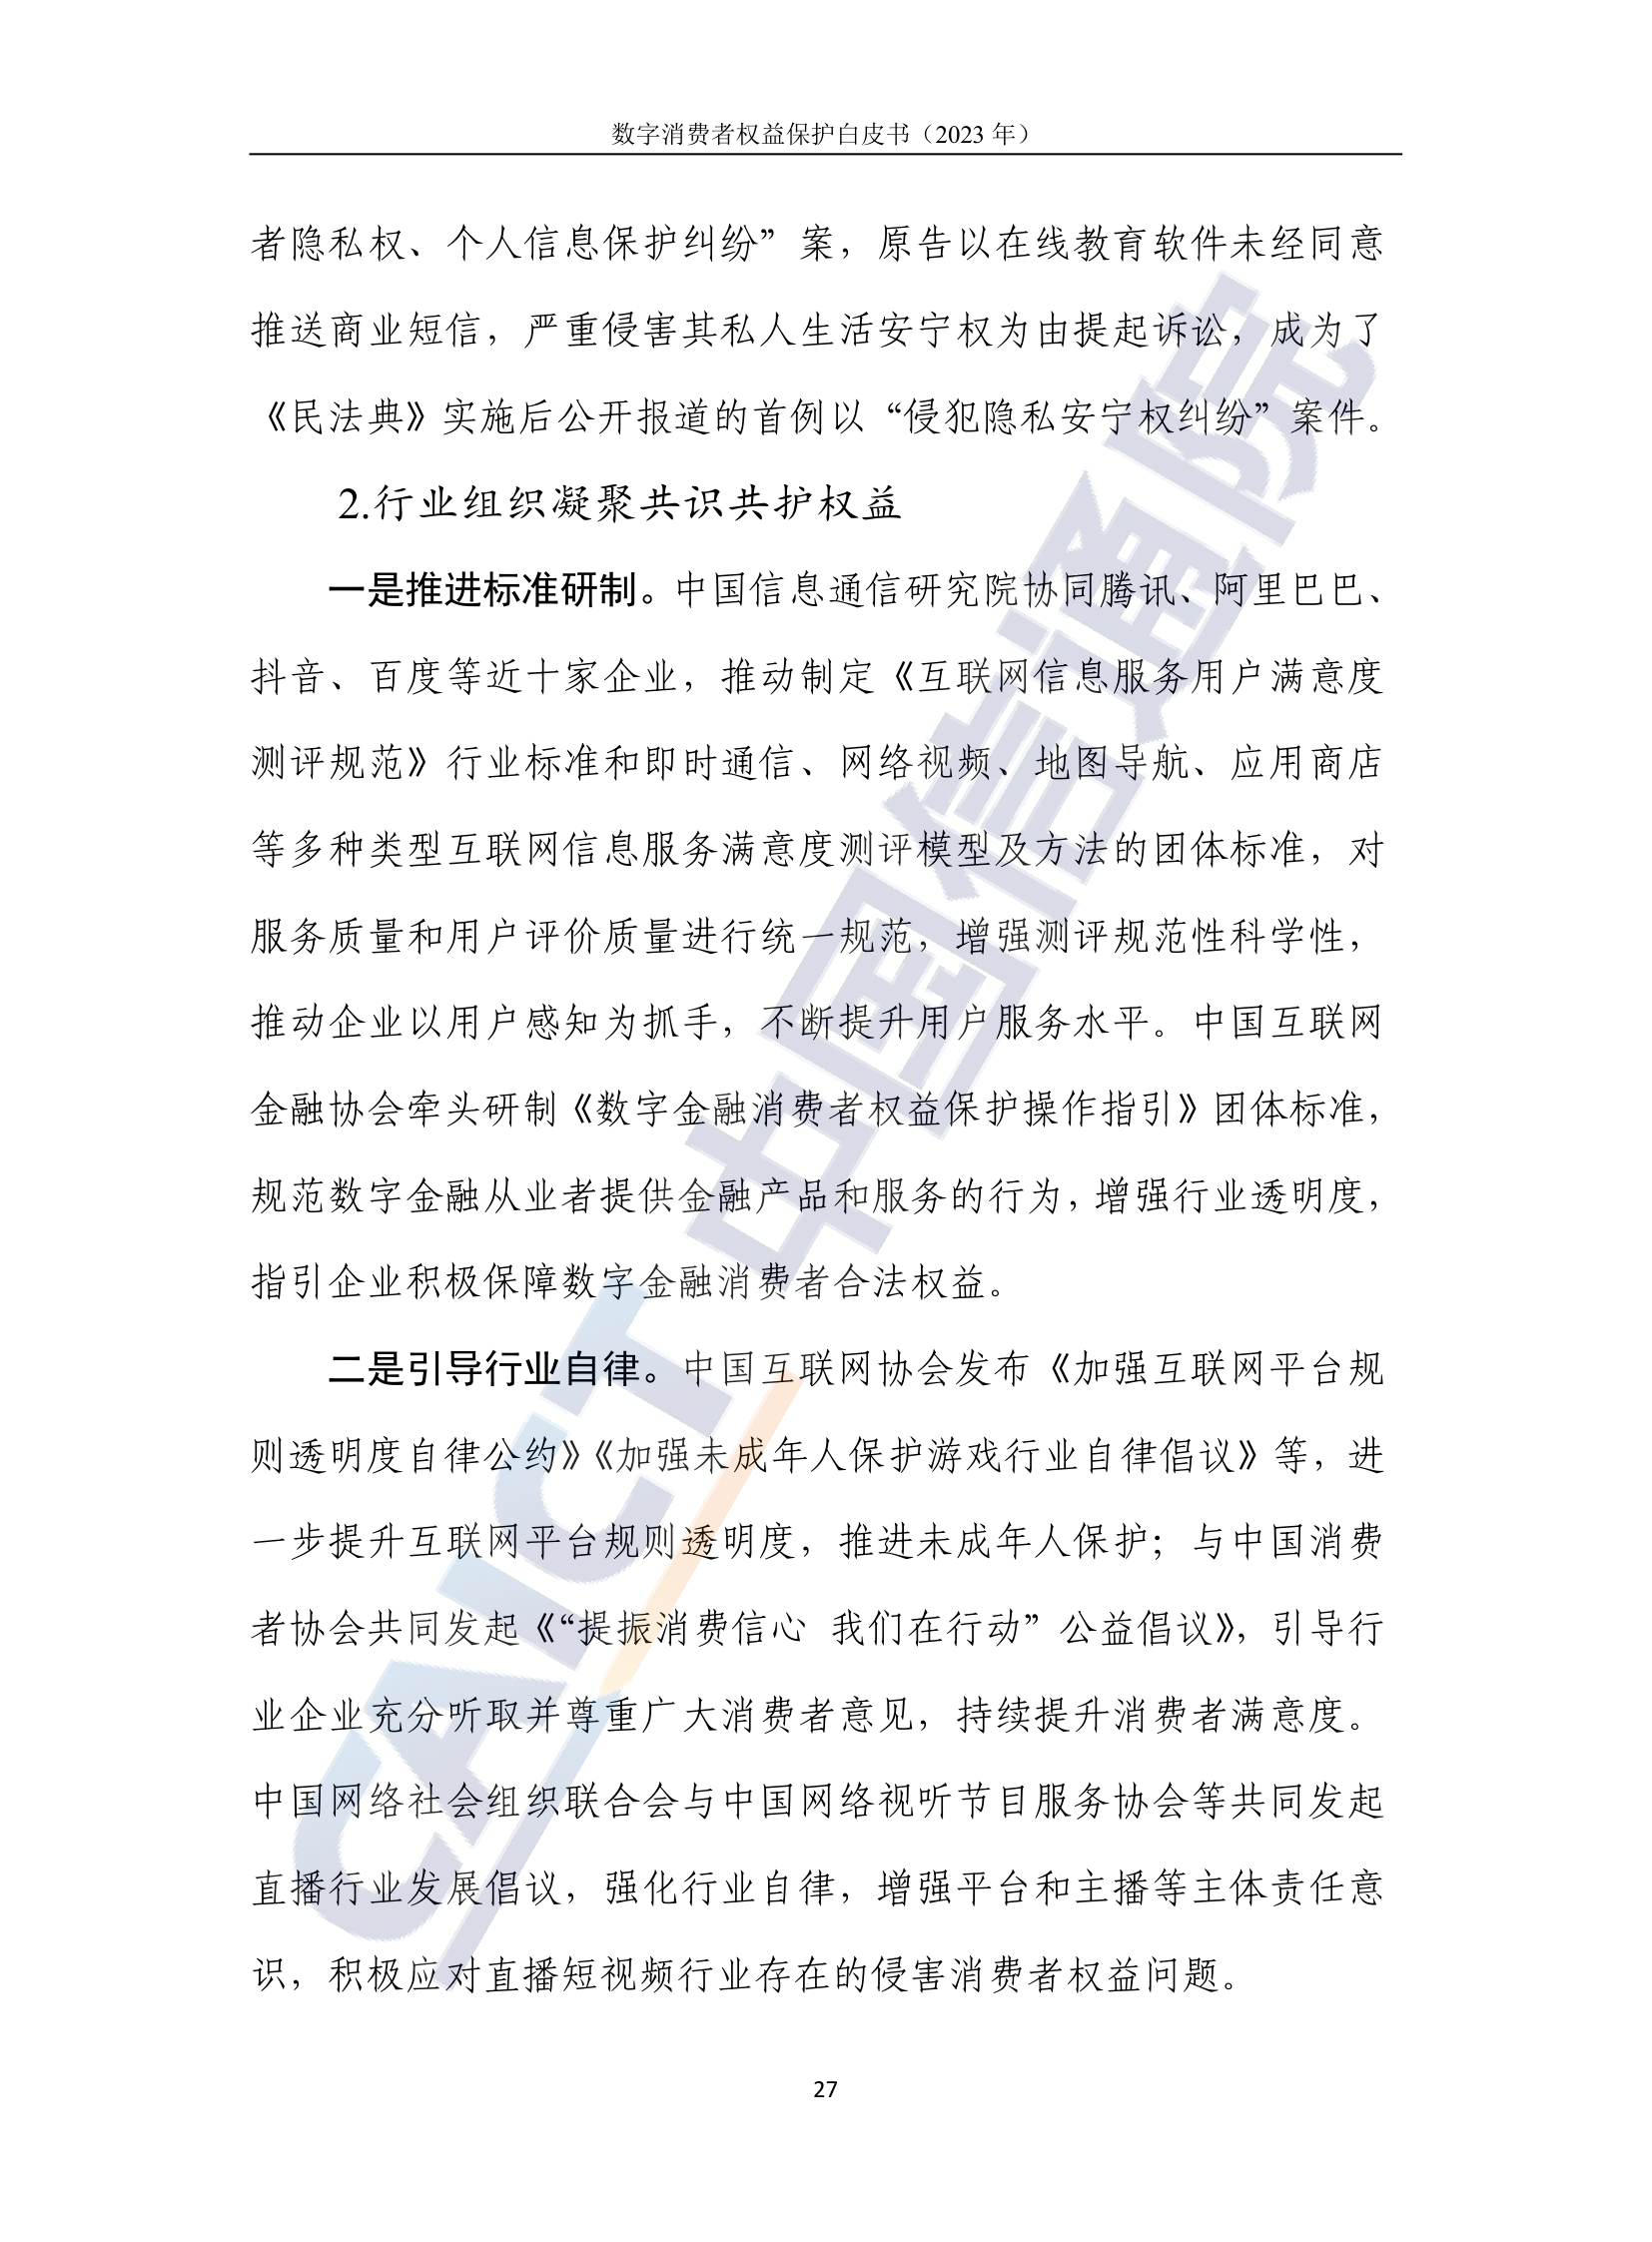 数字消费者权益保护白皮书（2023 年）
者隐私权、个人信息保护纠纷”案，原告以在线教育软件未经同意
推送商业短信，严重侵害其私人生活安宁权为由提起诉讼，成为了
《民法典》实施后公开报道的首例以“侵犯隐私安宁权纠纷”案件。
2.行业组织凝聚共识共护权益
一是推进标准研制。中国信息通信研究院协同腾讯、阿里巴巴、
抖音、百度等近十家企业，推动制定《互联网信息服务用户满意度
测评规范》行业标准和即时通信、网络视频、地图导航、应用商店
等多种类型互联网信息服务满意度测评模型及方法的团体标准，对
服务质量和用户评价质量进行统一规范，增强测评规范性科学性，
推动企业以用户感知为抓手，不断提升用户服务水平。中国互联网
金融协会牵头研制《数字金融消费者权益保护操作指引》团体标准，
规范数字金融从业者提供金融产品和服务的行为，增强行业透明度，
指引企业积极保障数字金融消费者合法权益。
二是引导行业自律。中国互联网协会发布《加强互联网平台规
则透明度自律公约》《加强未成年人保护游戏行业自律倡议》等，进
一步提升互联网平台规则透明度，推进未成年人保护；与中国消费
者协会共同发起《“提振消费信心 我们在行动”公益倡议》，引导行
业企业充分听取并尊重广大消费者意见，持续提升消费者满意度。
中国网络社会组织联合会与中国网络视听节目服务协会等共同发起
直播行业发展倡议，强化行业自律，增强平台和主播等主体责任意
识，积极应对直播短视频行业存在的侵害消费者权益问题。
27
CAICT 中国信通院